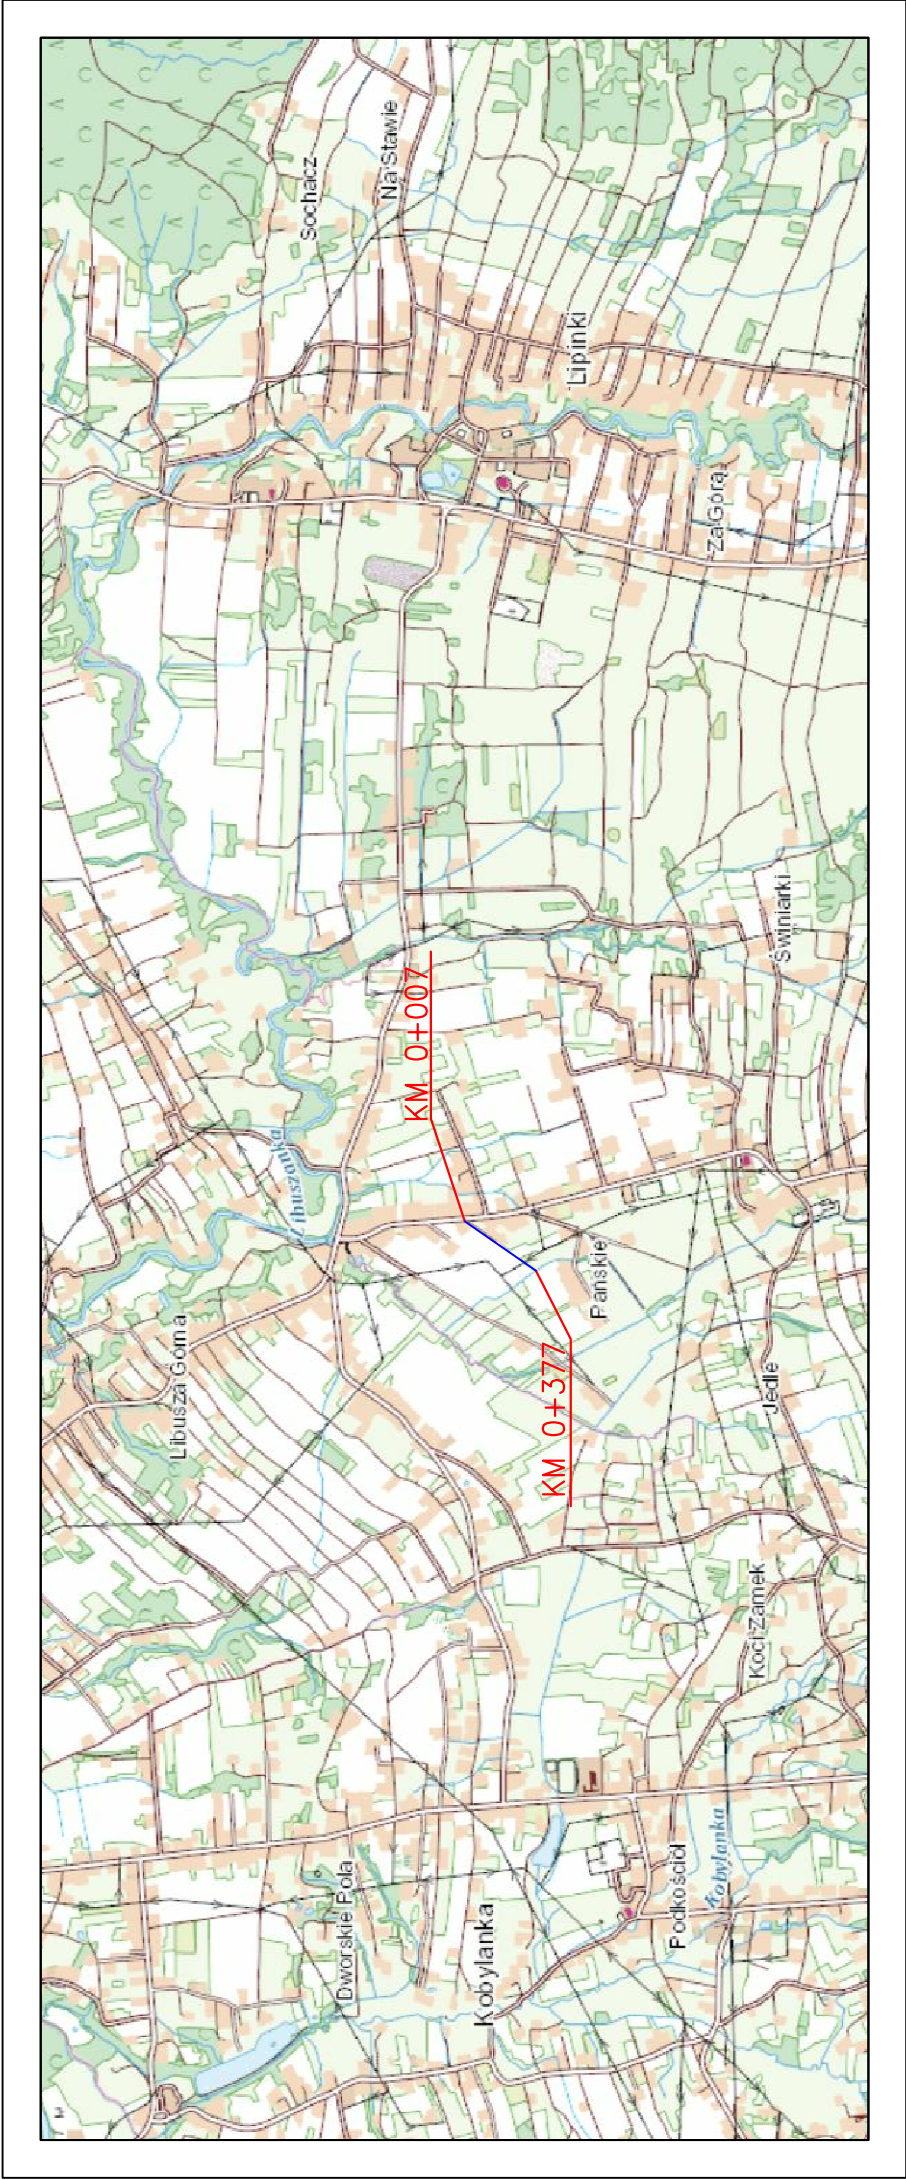 Sochacz
Na Stawie
Lipinki
Za Górą
Świniarki
KM 0+007
Libuszanka
Pańskie
KM 0+377
Jedle
Libusza Górna
Koci Zamek
Dworskie Pola
Kobylanka
Podkościół
Kobylanka